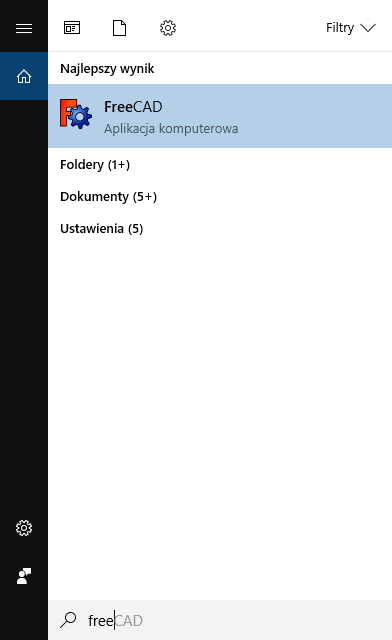 Filtry
Najlepszy wynik
FreeCAD
Aplikacja komputerowa
Foldery (1+)
Dokumenty (5+)
Ustawienia (5)
freeCAD